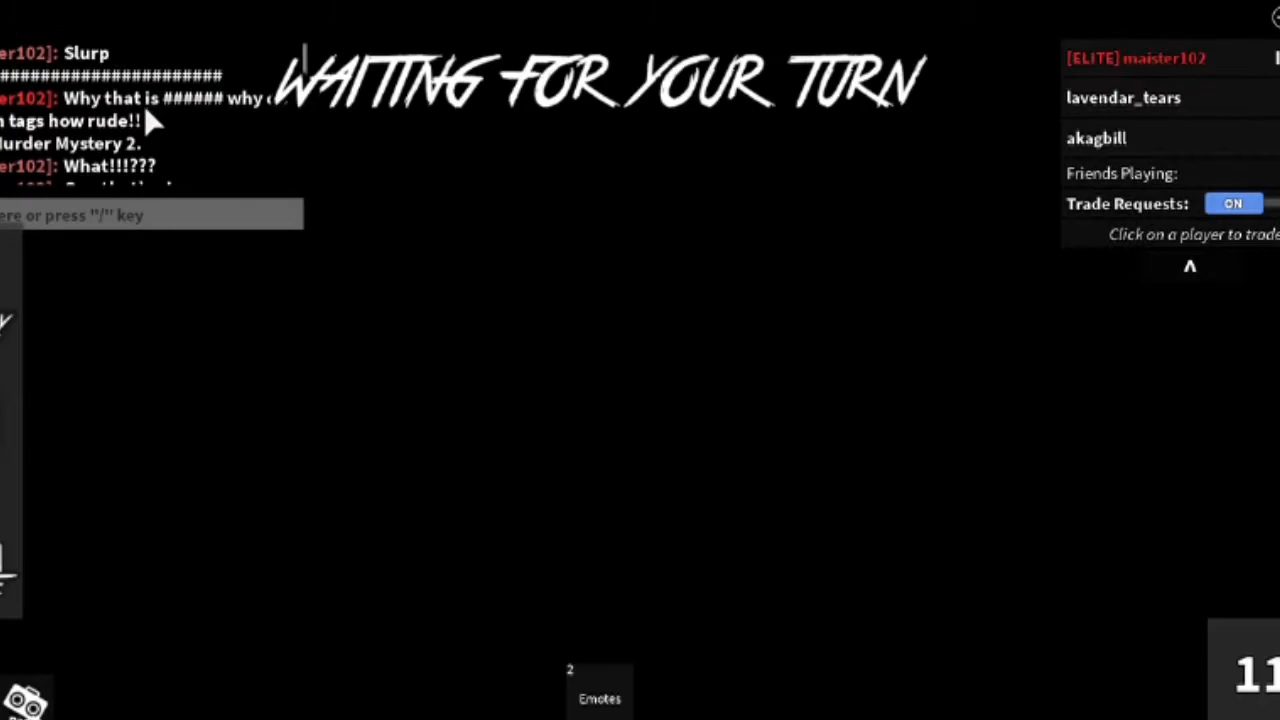 er102]: Slurp
######################
er102]: Why that is ###### why
n tags how rude!!
Murder Mystery 2.
er102]: What!!!???
ere or press "/" key
WAITING FOR YOUR TURN
[ELITE] maister102
lavendar_tears
akagbill
Friends Playing:
Trade Requests: ON
Click on a player to trade
2
Emotes
11